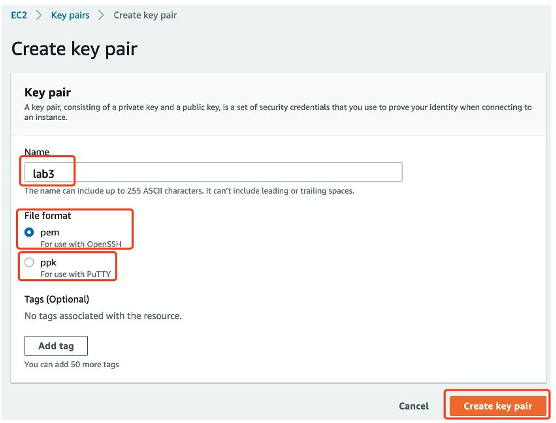 EC2 > Key pairs > Create key pair
Create key pair
Key pair
A key pair, consisting of a private key and a public key, is a set of security credentials that you use to prove your identity when connecting to
an instance.
Name
lab3
The name can include up to 255 ASCII characters. It can't include leading or trailing spaces.
File format
pem
For use with OpenSSH
ppk
For use with PuTTY
Tags (Optional)
No tags associated with the resource.
Add tag
You can add 50 more tags
Cancel Create key pair